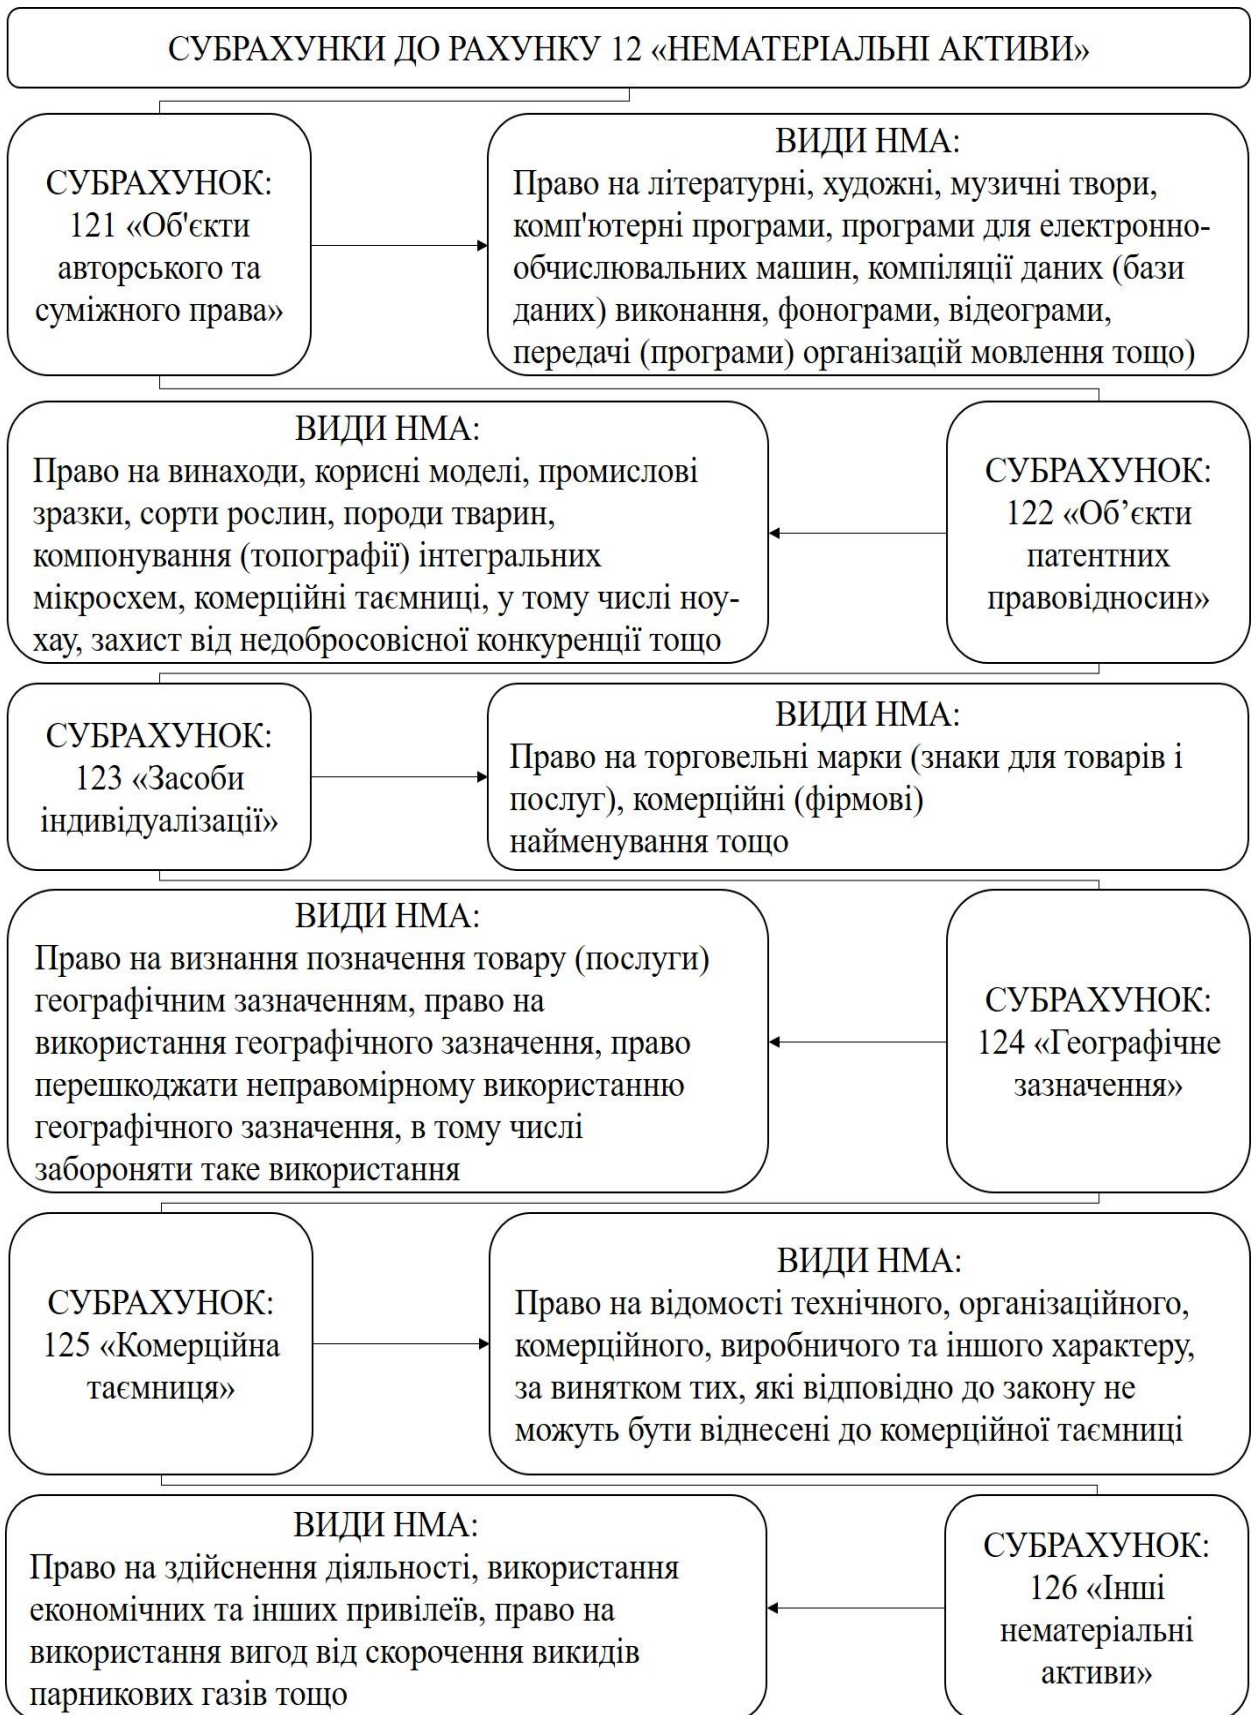 СУБРАХУНКИ ДО РАХУНКУ 12 «НЕМАТЕРІАЛЬНІ АКТИВИ»
СУБРАХУНОК:
121 «Об'єкти
авторського та
суміжного права»
ВИДИ НМА:
Право на літературні, художні, музичні твори,
комп'ютерні програми, програми для електронно-
обчислювальних машин, компіляції даних (бази
даних) виконання, фонограми, відеограми,
передачі (програми) організацій мовлення тощо)
ВИДИ НМА:
Право на винаходи, корисні моделі, промислові
зразки, сорти рослин, породи тварин,
компонування (топографії) інтегральних
мікросхем, комерційні таємниці, у тому числі ноу-
хау, захист від недобросовісної конкуренції тощо
СУБРАХУНОК:
122 «Об’єкти
патентних
правовідносин»
СУБРАХУНОК:
123 «Засоби
індивідуалізації»
ВИДИ НМА:
Право на торговельні марки (знаки для товарів і
послуг), комерційні (фірмові)
найменування тощо
ВИДИ НМА:
Право на визнання позначення товару (послуги)
географічним зазначенням, право на
використання географічного зазначення, право
перешкоджати неправомірному використанню
географічного зазначення, в тому числі
забороняти таке використання
СУБРАХУНОК:
124 «Географічне
зазначення»
СУБРАХУНОК:
125 «Комерційна
таємниця»
ВИДИ НМА:
Право на відомості технічного, організаційного,
комерційного, виробничого та іншого характеру,
за винятком тих, які відповідно до закону не
можуть бути віднесені до комерційної таємниці
ВИДИ НМА:
Право на здійснення діяльності, використання
економічних та інших привілеїв, право на
використання вигод від скорочення викидів
парникових газів тощо
СУБРАХУНОК:
126 «Інші
нематеріальні
активи»